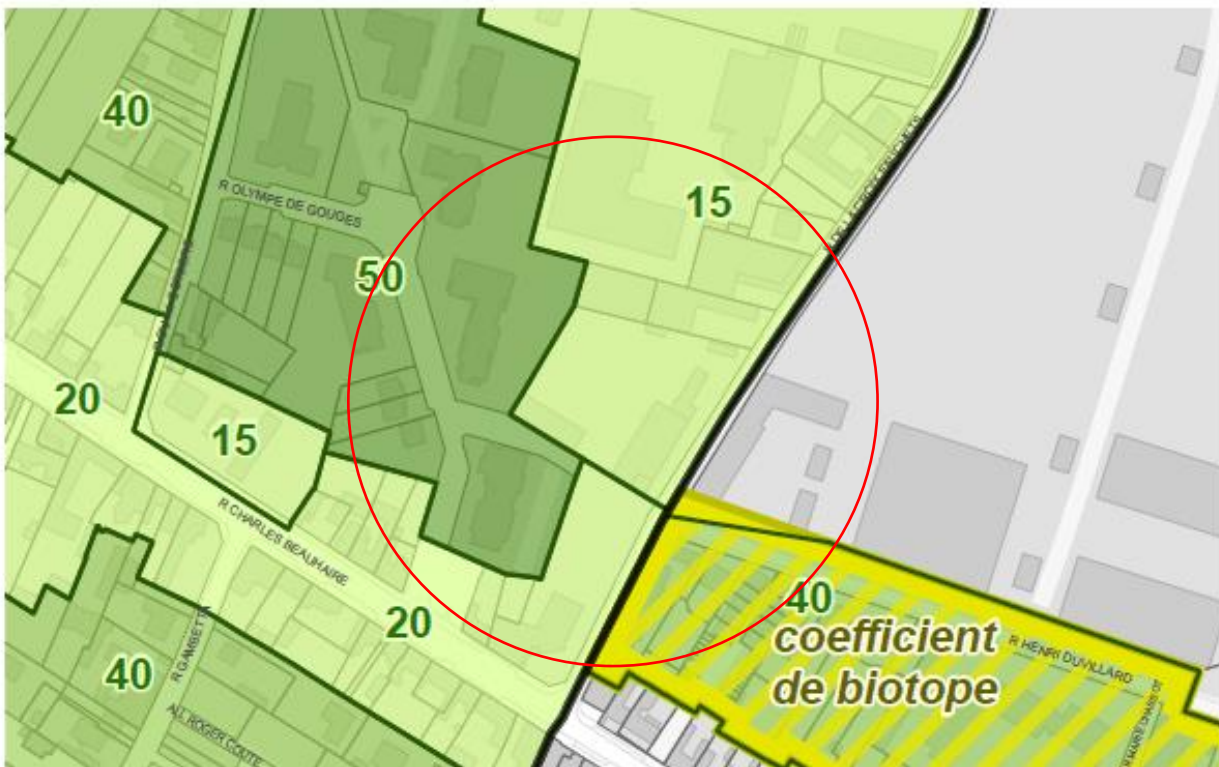 40
15
R OLYMPE DE GOUGES
50
20
15
R CHARLES BEAUHAIRE
20
40
R GAMBETTA
ALL ROGER COUTE
40
coefficient
de biotope
R HENRI DUVILLARD